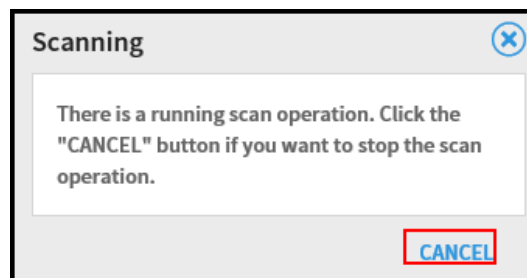 Scanning
There is a running scan operation. Click the
"CANCEL" button if you want to stop the scan
operation.
CANCEL